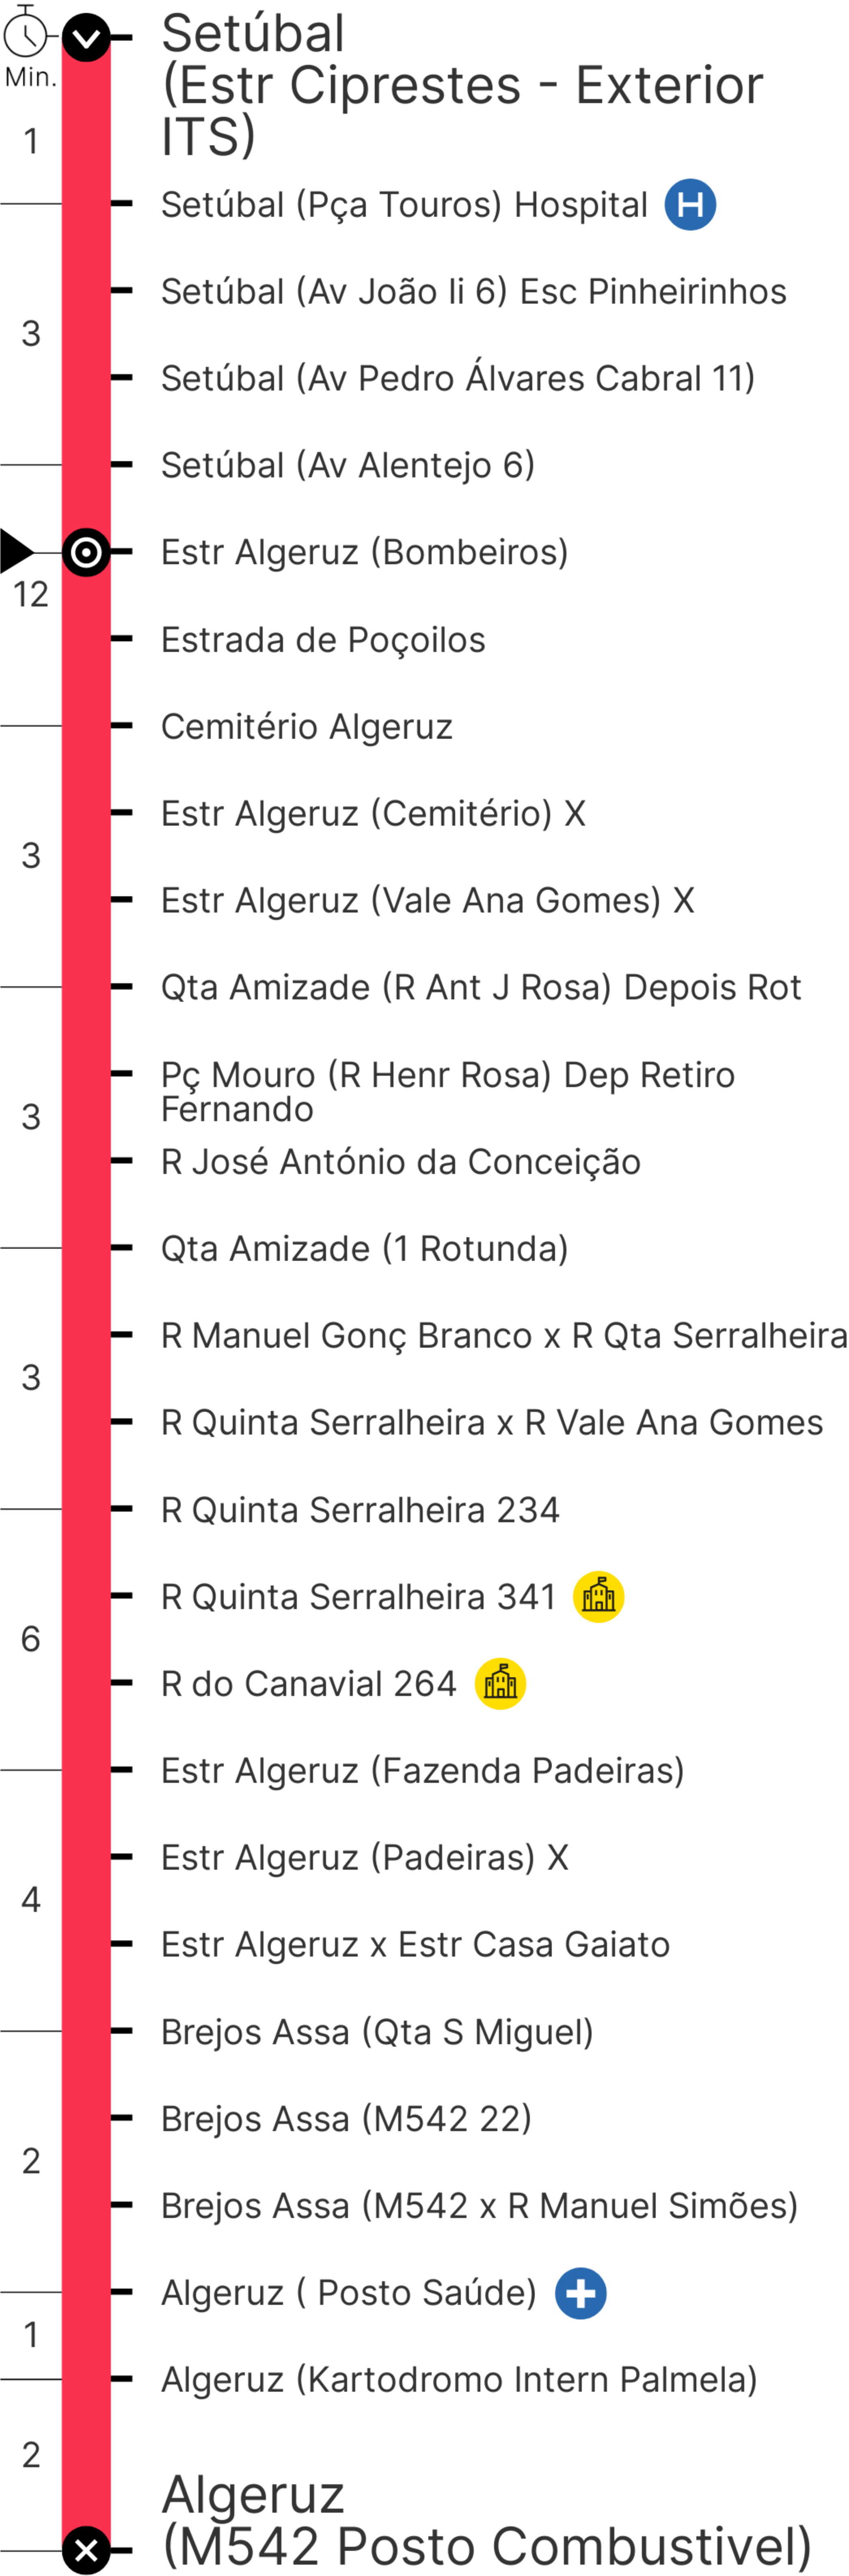 Setúbal
(Estr Ciprestes - Exterior
ITS)
Min.
1
Setúbal (Pça Touros) Hospital H
Setúbal (Av João Ii 6) Esc Pinheirinhos
3
Setúbal (Av Pedro Álvares Cabral 11)
Setúbal (Av Alentejo 6)
Estr Algeruz (Bombeiros)
12
Estrada de Poçoilos
Cemitério Algeruz
Estr Algeruz (Cemitério) X
3
Estr Algeruz (Vale Ana Gomes) X
Qta Amizade (R Ant J Rosa) Depois Rot
Pç Mouro (R Henr Rosa) Dep Retiro
Fernando
3
R José António da Conceição
Qta Amizade (1 Rotunda)
R Manuel Gonç Branco x R Qta Serralheira
3
R Quinta Serralheira x R Vale Ana Gomes
R Quinta Serralheira 234
R Quinta Serralheira 341
6
R do Canavial 264
Estr Algeruz (Fazenda Padeiras)
Estr Algeruz (Padeiras) X
4
Estr Algeruz x Estr Casa Gaiato
Brejos Assa (Qta S Miguel)
Brejos Assa (M542 22)
2
Brejos Assa (M542 x R Manuel Simões)
Algeruz ( Posto Saúde)
1
Algeruz (Kartodromo Intern Palmela)
2
Algeruz
(M542 Posto Combustivel)